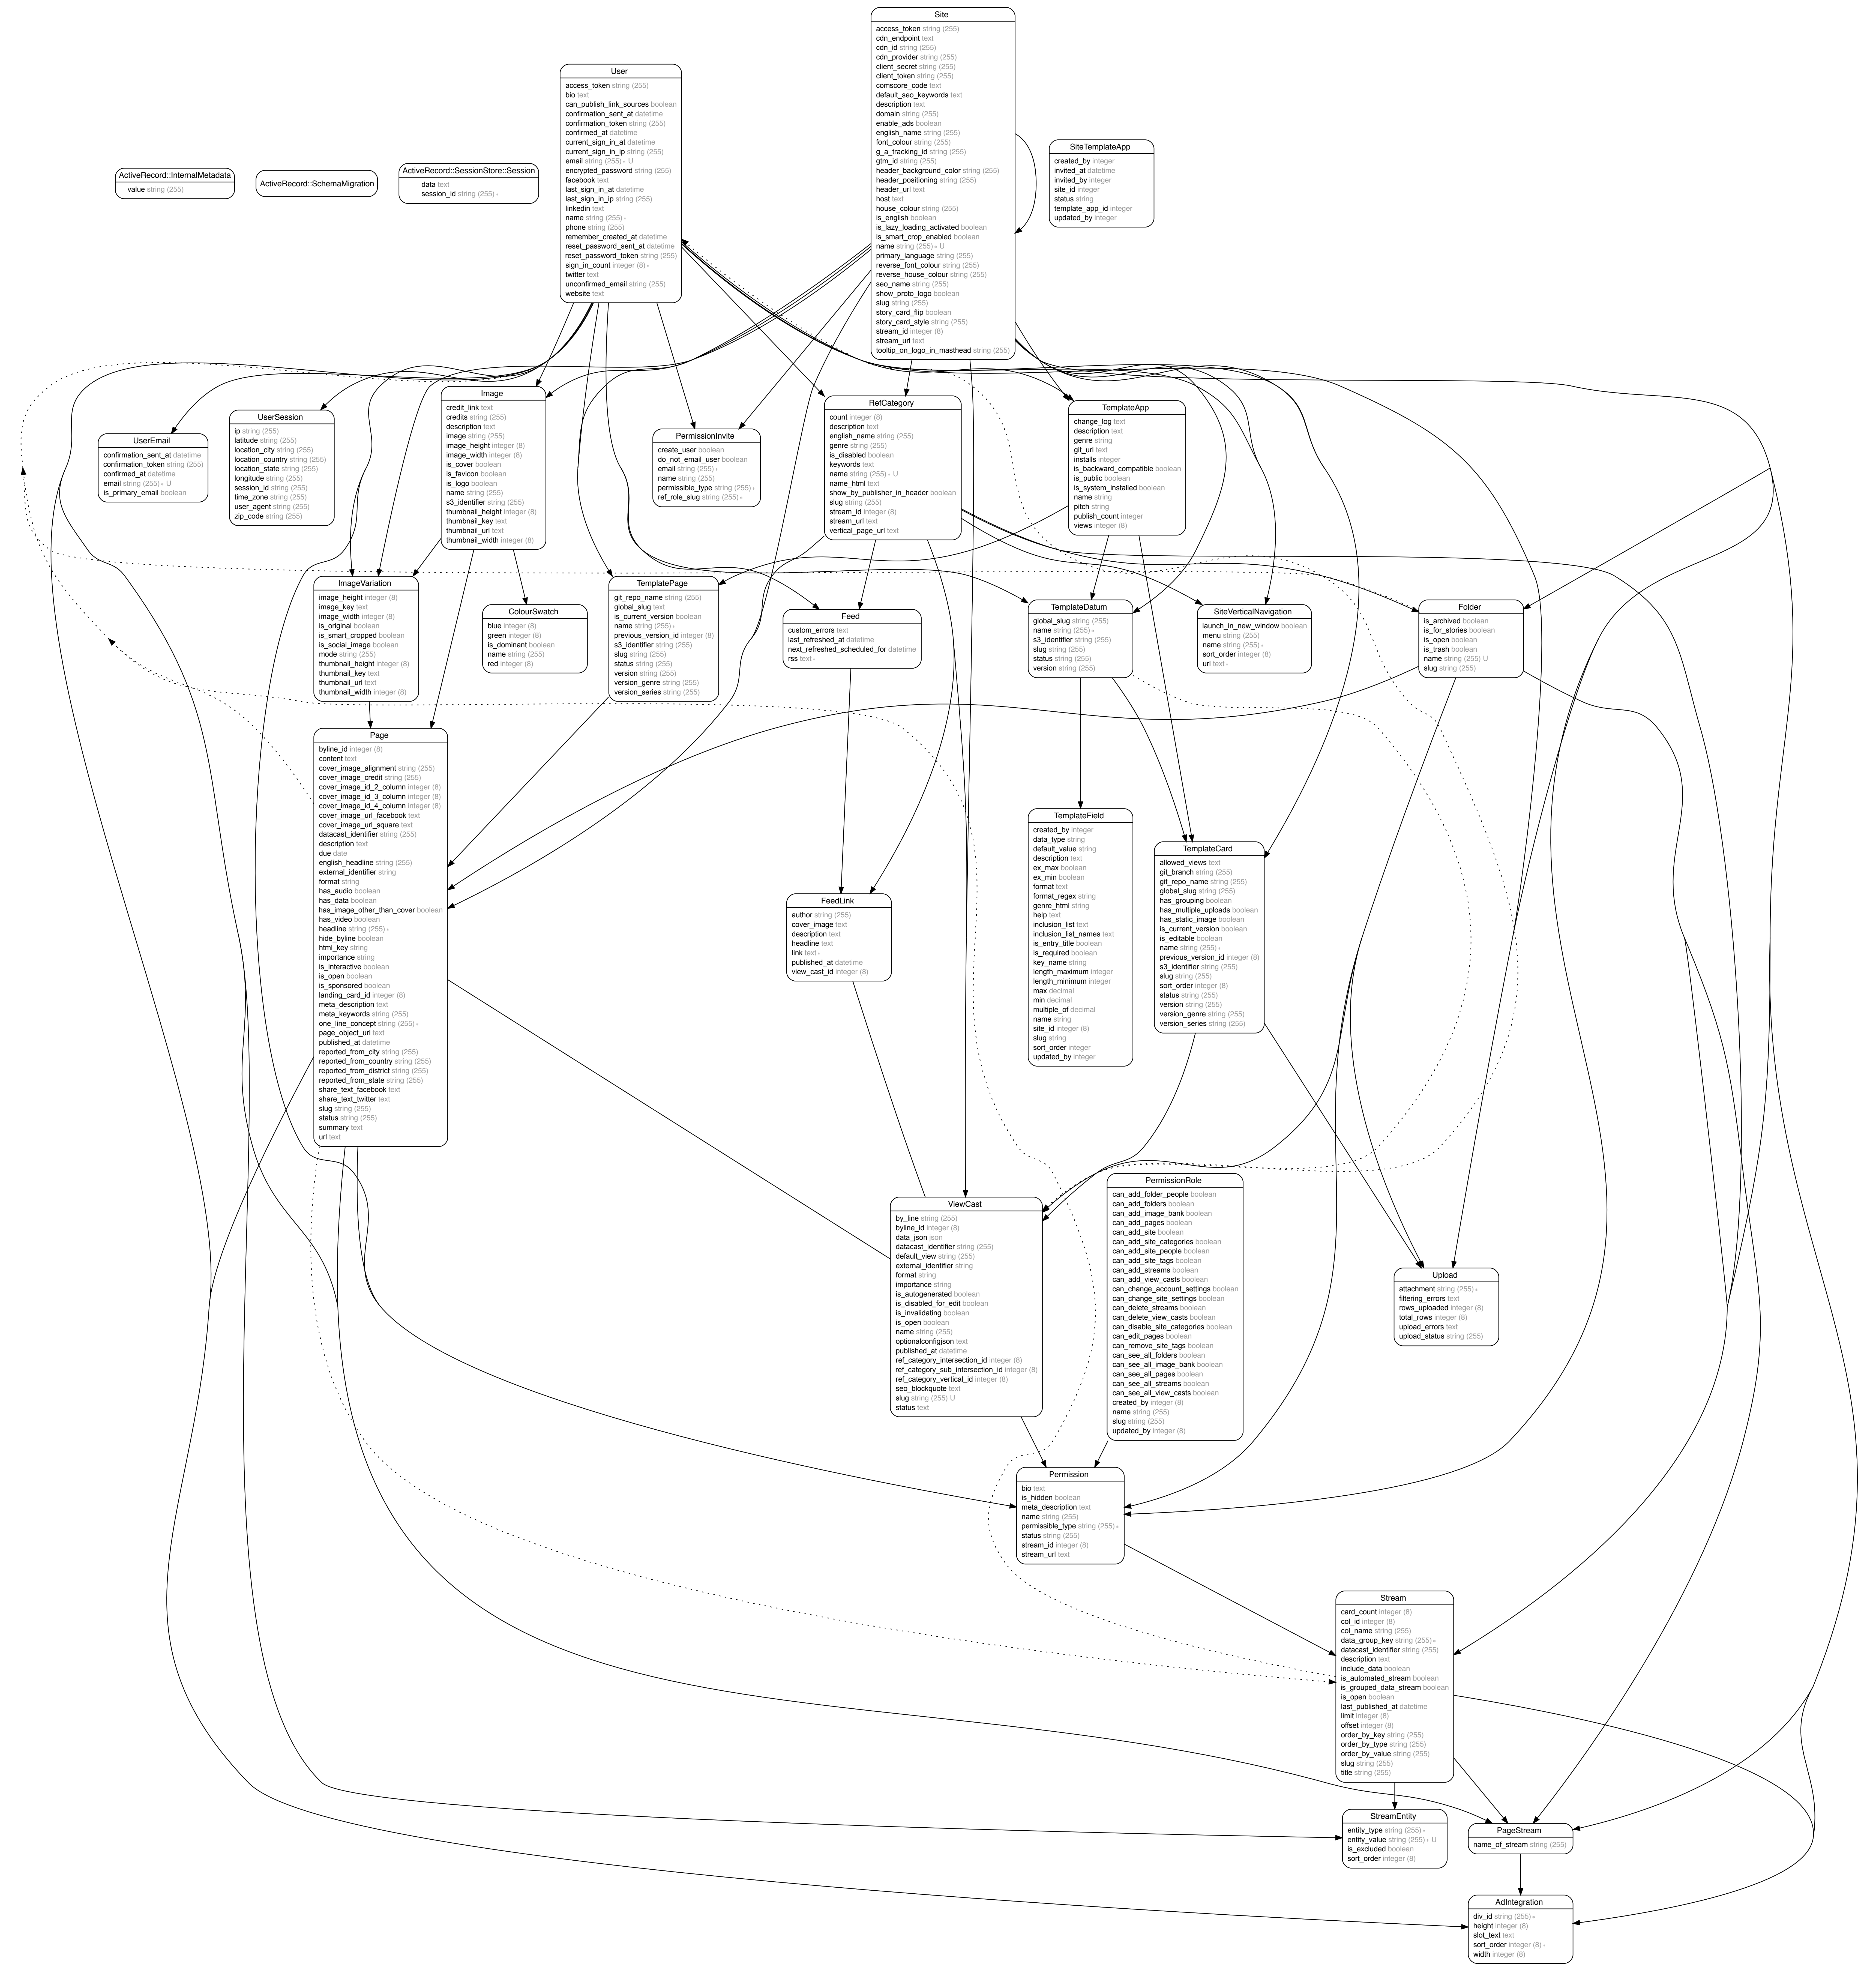 Site
access_token string (255)
cdn_endpoint text
cdn_id string (255)
cdn_provider string (255)
client_secret string (255)
client_token string (255)
comscore_code text
default_seo_keywords text
description text
domain string (255)
enable_ads boolean
english_name string (255)
font_colour string (255)
g_a_tracking_id string (255)
gtm_id string (255)
header_background_color string (255)
header_positioning string (255)
header_url text
host text
house_colour string (255)
is_english boolean
is_lazy_loading_activated boolean
is_smart_crop_enabled boolean
name string (255) ∗ U
primary_language string (255)
reverse_font_colour string (255)
reverse_house_colour string (255)
seo_name string (255)
show_proto_logo boolean
slug string (255)
story_card_flip boolean
story_card_style string (255)
stream_id integer (8)
stream_url text
tooltip_on_logo_in_masthead string (255)
User
access_token string (255)
bio text
can_publish_link_sources boolean
confirmation_sent_at datetime
confirmation_token string (255)
confirmed_at datetime
current_sign_in_at datetime
current_sign_in_ip string (255)
email string (255) ∗ U
encrypted_password string (255)
facebook text
last_sign_in_at datetime
last_sign_in_ip string (255)
linkedin text
name string (255) ∗
phone string (255)
remember_created_at datetime
reset_password_sent_at datetime
reset_password_token string (255)
sign_in_count integer (8) ∗
twitter text
unconfirmed_email string (255)
website text
SiteTemplateApp
created_by integer
invited_at datetime
invited_by integer
site_id integer
status string
template_app_id integer
updated_by integer
ActiveRecord::InternalMetadata
value string (255)
ActiveRecord::SchemaMigration
ActiveRecord::SessionStore::Session
data text
session_id string (255) ∗
Image
credit_link text
credits string (255)
description text
image string (255)
image_height integer (8)
image_width integer (8)
is_cover boolean
is_favicon boolean
is_logo boolean
name string (255)
s3_identifier string (255)
thumbnail_height integer (8)
thumbnail_key text
thumbnail_url text
thumbnail_width integer (8)
RefCategory
count integer (8)
description text
english_name string (255)
genre string (255)
is_disabled boolean
keywords text
name string (255) ∗ U
name_html text
show_by_publisher_in_header boolean
slug string (255)
stream_id integer (8)
stream_url text
vertical_page_url text
TemplateApp
change_log text
description text
genre string
git_url text
installs integer
is_backward_compatible boolean
is_public boolean
is_system_installed boolean
name string
pitch string
publish_count integer
views integer (8)
UserSession
ip string (255)
latitude string (255)
location_city string (255)
location_country string (255)
location_state string (255)
longitude string (255)
session_id string (255)
time_zone string (255)
user_agent string (255)
zip_code string (255)
UserEmail
confirmation_sent_at datetime
confirmation_token string (255)
confirmed_at datetime
email string (255) ∗ U
is_primary_email boolean
PermissionInvite
create_user boolean
do_not_email_user boolean
email string (255) ∗
name string (255)
permissible_type string (255) ∗
ref_role_slug string (255) ∗
ImageVariation
image_height integer (8)
image_key text
image_width integer (8)
is_original boolean
is_smart_cropped boolean
is_social_image boolean
mode string (255)
thumbnail_height integer (8)
thumbnail_key text
thumbnail_url text
thumbnail_width integer (8)
ColourSwatch
blue integer (8)
green integer (8)
is_dominant boolean
name string (255)
red integer (8)
TemplatePage
git_repo_name string (255)
global_slug text
is_current_version boolean
name string (255) ∗
previous_version_id integer (8)
s3_identifier string (255)
slug string (255)
status string (255)
version string (255)
version_genre string (255)
version_series string (255)
Feed
custom_errors text
last_refreshed_at datetime
next_refreshed_scheduled_for datetime
rss text ∗
TemplateDatum
global_slug string (255)
name string (255) ∗
s3_identifier string (255)
slug string (255)
status string (255)
version string (255)
SiteVerticalNavigation
launch_in_new_window boolean
menu string (255)
name string (255) ∗
sort_order integer (8)
url text ∗
Folder
is_archived boolean
is_for_stories boolean
is_open boolean
is_trash boolean
name string (255) U
slug string (255)
Page
byline_id integer (8)
content text
cover_image_alignment string (255)
cover_image_credit string (255)
cover_image_id_2_column integer (8)
cover_image_id_3_column integer (8)
cover_image_id_4_column integer (8)
cover_image_url_facebook text
cover_image_url_square text
datacast_identifier string (255)
description text
due date
english_headline string (255)
external_identifier string
format string
has_audio boolean
has_data boolean
has_image_other_than_cover boolean
has_video boolean
headline string (255) ∗
hide_byline boolean
html_key string
importance string
is_interactive boolean
is_open boolean
is_sponsored boolean
landing_card_id integer (8)
meta_description text
meta_keywords string (255)
one_line_concept string (255) ∗
page_object_url text
published_at datetime
reported_from_city string (255)
reported_from_country string (255)
reported_from_district string (255)
reported_from_state string (255)
share_text_facebook text
share_text_twitter text
slug string (255)
status string (255)
summary text
url text
TemplateField
created_by integer
data_type string
default_value string
description text
ex_max boolean
ex_min boolean
format text
format_regex string
genre_html string
help text
inclusion_list text
inclusion_list_names text
is_entry_title boolean
is_required boolean
key_name string
length_maximum integer
length_minimum integer
max decimal
min decimal
multiple_of decimal
name string
site_id integer (8)
slug string
sort_order integer
updated_by integer
TemplateCard
allowed_views text
git_branch string (255)
git_repo_name string (255)
global_slug string (255)
has_grouping boolean
has_multiple_uploads boolean
has_static_image boolean
is_current_version boolean
is_editable boolean
name string (255) ∗
previous_version_id integer (8)
s3_identifier string (255)
slug string (255)
sort_order integer (8)
status string (255)
version string (255)
version_genre string (255)
version_series string (255)
FeedLink
author string (255)
cover_image text
description text
headline text
link text ∗
published_at datetime
view_cast_id integer (8)
ViewCast
by_line string (255)
byline_id integer (8)
data_json json
datacast_identifier string (255)
default_view string (255)
external_identifier string
format string
importance string
is_autogenerated boolean
is_disabled_for_edit boolean
is_invalidating boolean
is_open boolean
name string (255)
optionalconfigjson text
published_at datetime
ref_category_intersection_id integer (8)
ref_category_sub_intersection_id integer (8)
ref_category_vertical_id integer (8)
seo_blockquote text
slug string (255) U
status text
PermissionRole
can_add_folder_people boolean
can_add_folders boolean
can_add_image_bank boolean
can_add_pages boolean
can_add_site boolean
can_add_site_categories boolean
can_add_site_people boolean
can_add_site_tags boolean
can_add_streams boolean
can_add_view_casts boolean
can_change_account_settings boolean
can_change_site_settings boolean
can_delete_streams boolean
can_delete_view_casts boolean
can_disable_site_categories boolean
can_edit_pages boolean
can_remove_site_tags boolean
can_see_all_folders boolean
can_see_all_image_bank boolean
can_see_all_pages boolean
can_see_all_streams boolean
can_see_all_view_casts boolean
created_by integer (8)
name string (255)
slug string (255)
updated_by integer (8)
Upload
attachment string (255) ∗
filtering_errors text
rows_uploaded integer (8)
total_rows integer (8)
upload_errors text
upload_status string (255)
Permission
bio text
is_hidden boolean
meta_description text
name string (255)
permissible_type string (255) ∗
status string (255)
stream_id integer (8)
stream_url text
Stream
card_count integer (8)
col_id integer (8)
col_name string (255)
data_group_key string (255) ∗
datacast_identifier string (255)
description text
include_data boolean
is_automated_stream boolean
is_grouped_data_stream boolean
is_open boolean
last_published_at datetime
limit integer (8)
offset integer (8)
order_by_key string (255)
order_by_type string (255)
order_by_value string (255)
slug string (255)
title string (255)
StreamEntity
entity_type string (255) ∗
entity_value string (255) ∗ U
is_excluded boolean
sort_order integer (8)
PageStream
name_of_stream string (255)
AdIntegration
div_id string (255) ∗
height integer (8)
slot_text text
sort_order integer (8) ∗
width integer (8)